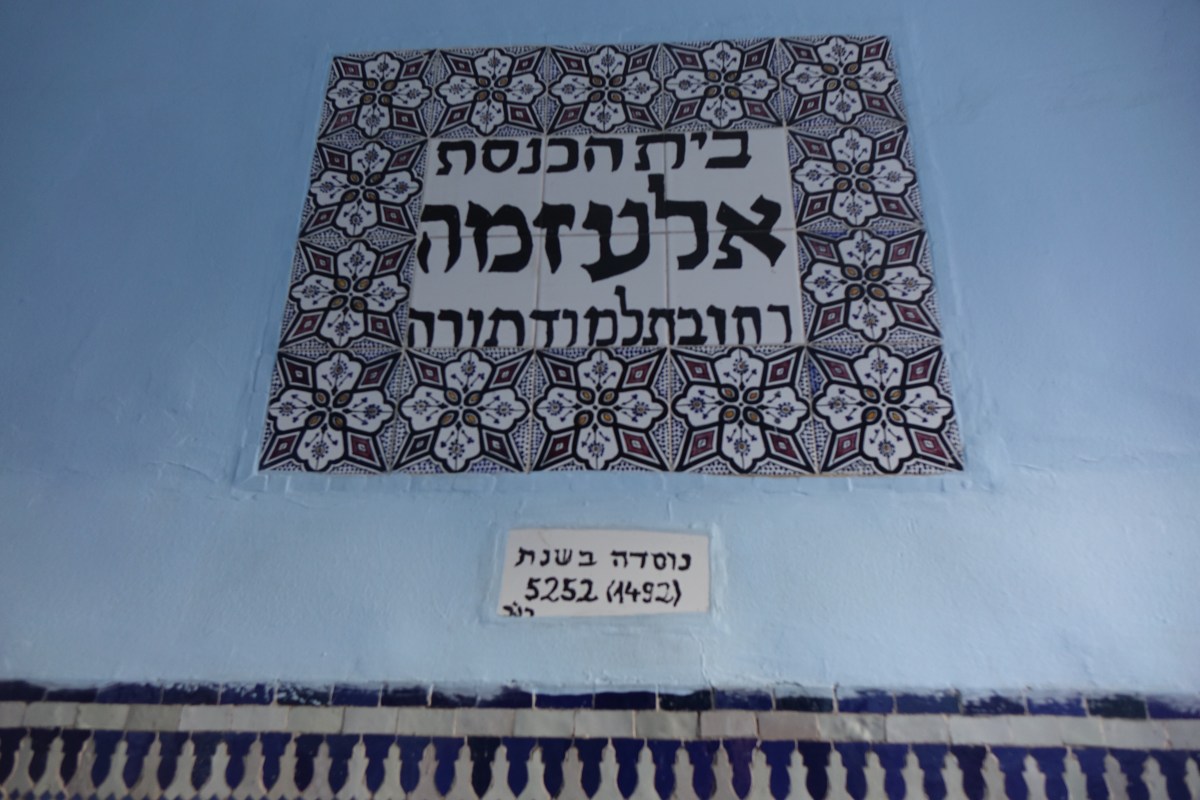 בית הכנסת
אלעזמה
רחוב תלמוד תורה
נוסדה בשנת
5252 (1492)